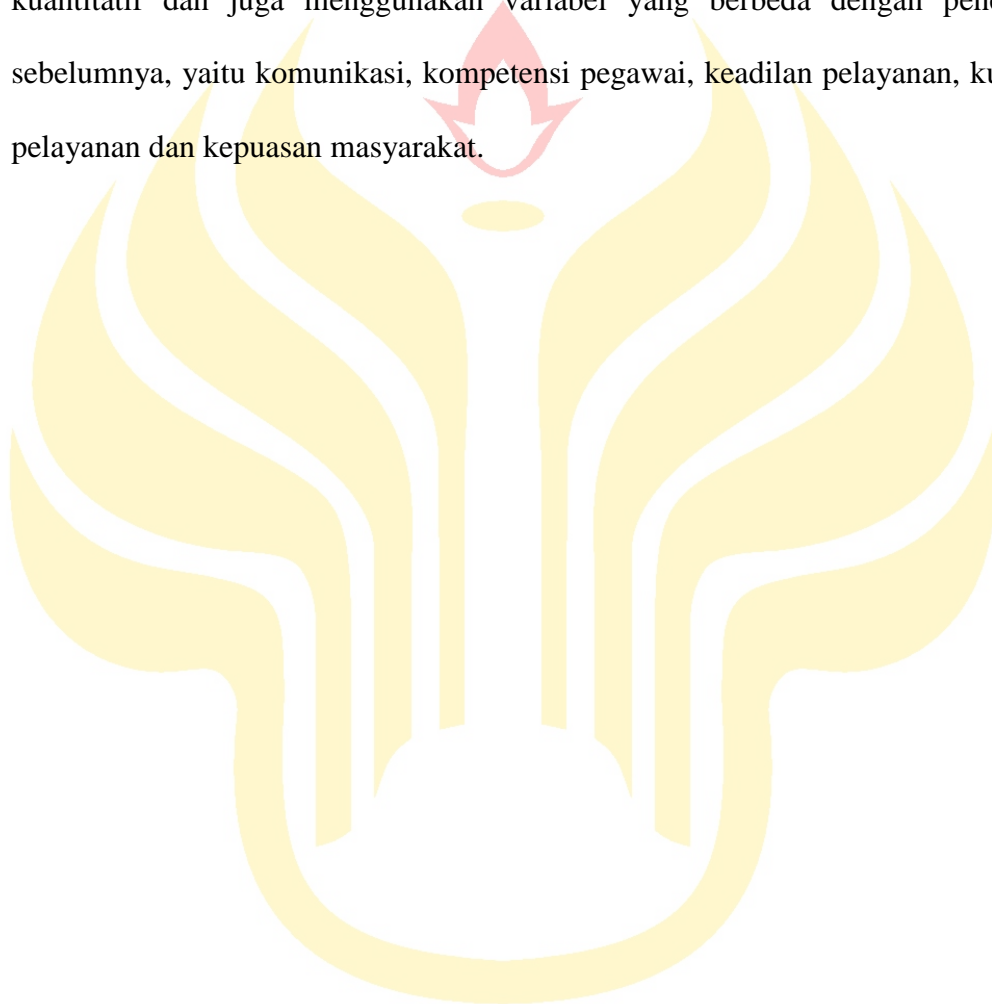 kuantitatif dan juga menggunakan variabel yang berbeda dengan
sebelumnya, yaitu komunikasi, kompetensi pegawai, keadilan pelayanan,
pelayanan dan kepuasan masyarakat.